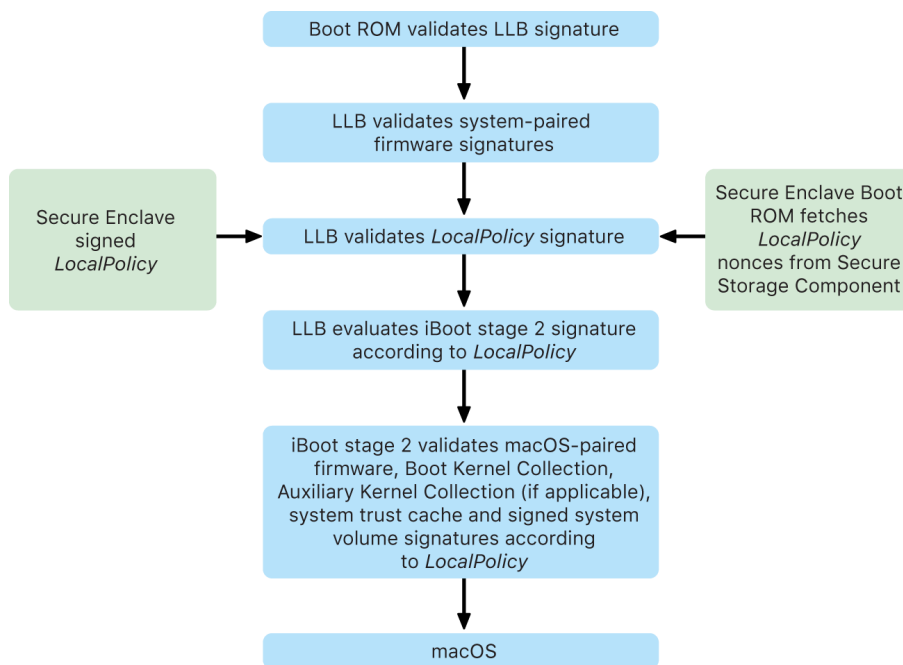 Boot ROM validates LLB signature
LLB validates system-paired
firmware signatures
Secure Enclave
signed
LocalPolicy
LLB validates LocalPolicy signature
Secure Enclave Boot
ROM fetches
LocalPolicy
nonces from Secure
Storage Component
LLB evaluates iBoot stage 2 signature
according to LocalPolicy
iBoot stage 2 validates macOS-paired
firmware, Boot Kernel Collection,
Auxiliary Kernel Collection (if applicable),
system trust cache and signed system
volume signatures according
to LocalPolicy
macOS